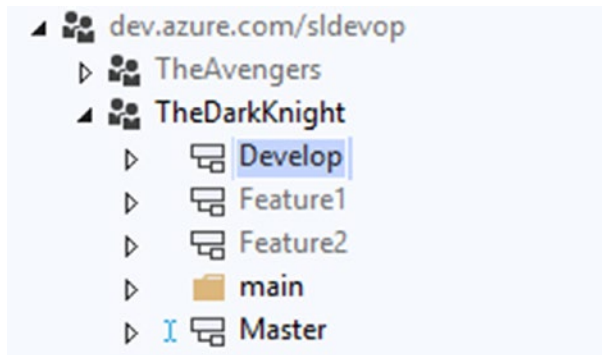 dev.azure.com/sldevop
TheAvengers
TheDarkKnight
Develop
Feature1
Feature2
main
Master